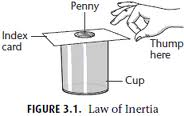 Penny
Index
card
Thump
here
Cup
FIGURE 3.1. Law of Inertia